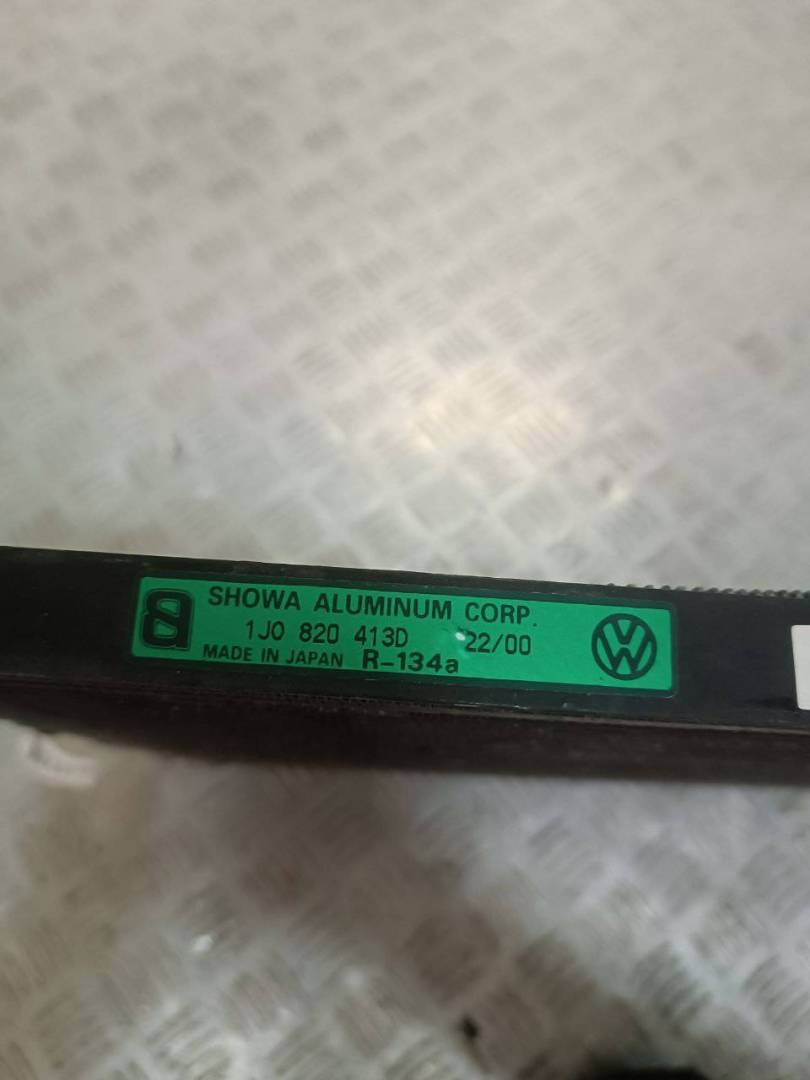 SHOWA ALUMINUM CORP.
1J0 820 413D 22/00
MADE IN JAPAN R-134a